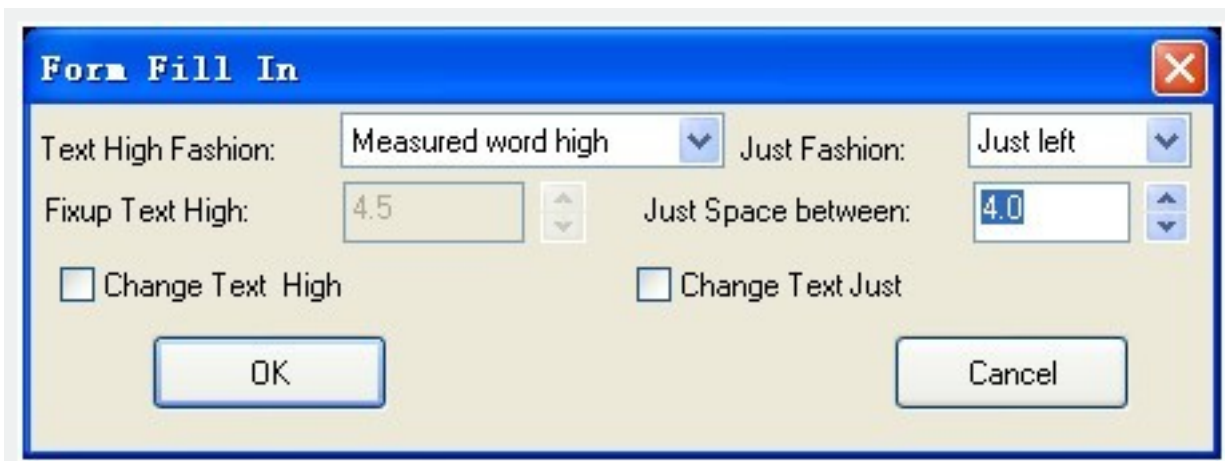 Form Fill In
Text High Fashion: Measured word high Just Fashion: Just left
Fixup Text High: 4.5 Just Space between: 4.0
Change Text High Change Text Just
OK Cancel